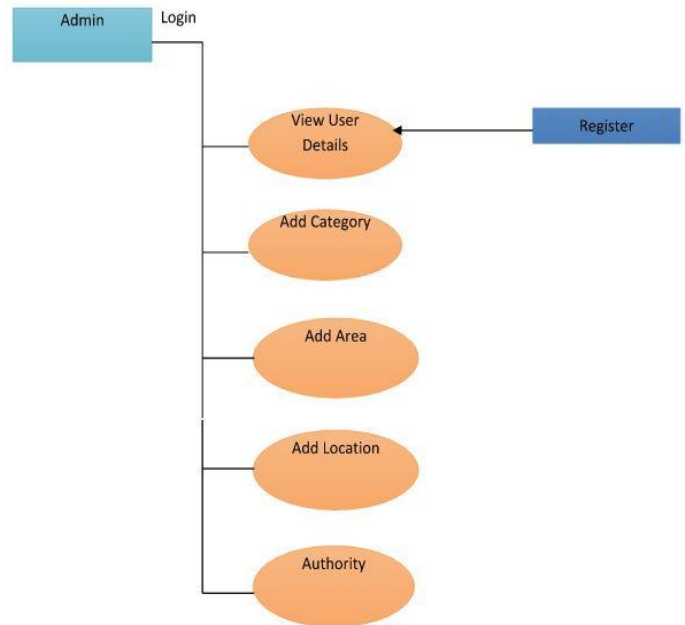 Admin
Login
View User
Details
Register
Add Category
Add Area
Add Location
Authority